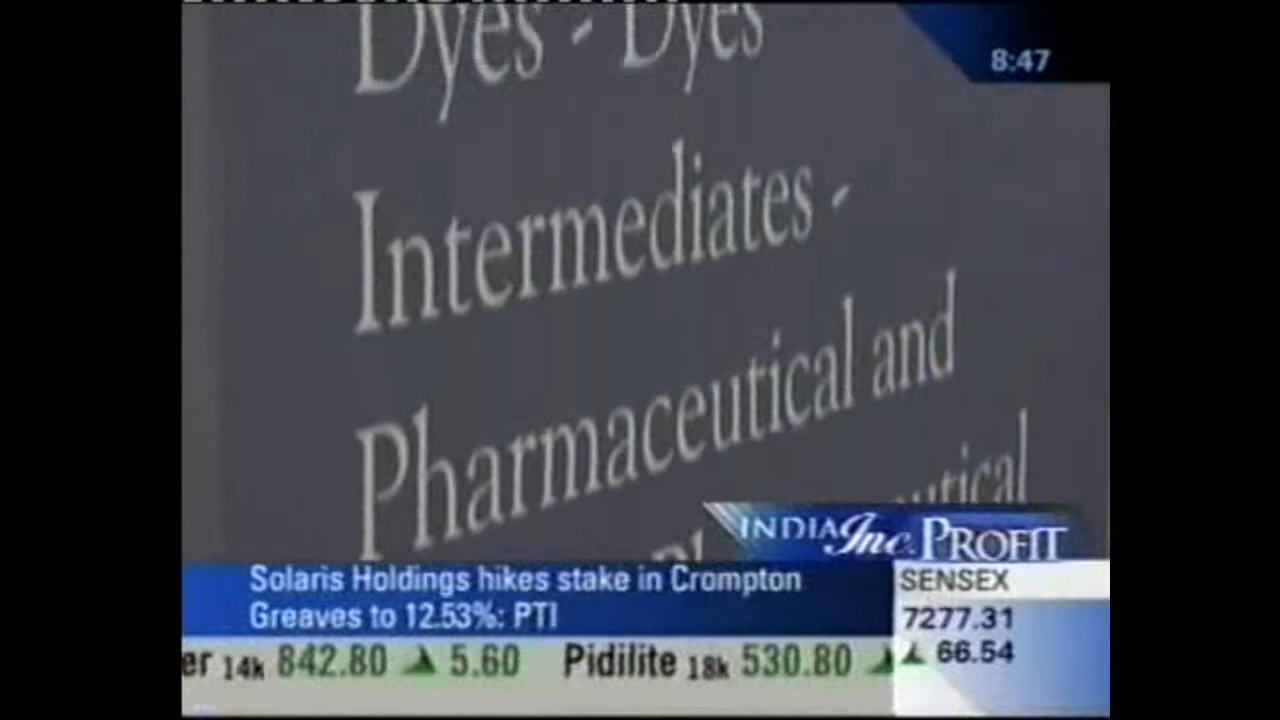 Dyes - Dyes
8:47
Intermediates -
Pharmaceutical and
INDIA Inc. PROFIT
Solaris Holdings hikes stake in Crompton
Greaves to 12.53%: PTI
SENSEX
7277.31
66.54
14k 842.80 ▲ 5.60 Pidilite 18k 530.80 ▲